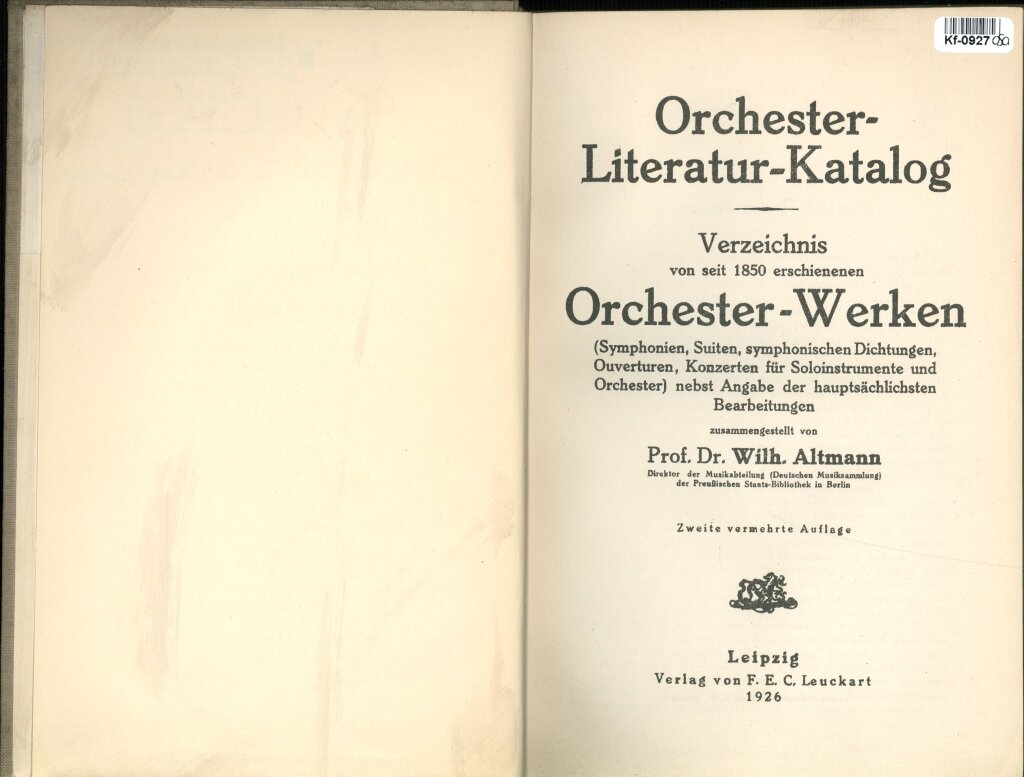 Kf-0927
Orchester-
Literatur-Katalog
Verzeichnis
von seit 1850 erschienenen
Orchester-Werken
(Symphonien, Suiten, symphonischen Dichtungen,
Ouverturen, Konzerten für Soloinstrumente und
Orchester) nebst Angabe der hauptsächlichsten
Bearbeitungen
zusammengestellt von
Prof. Dr. Wilh. Altmann
Direktor der Musikabteilung (Deutschen Musiksammlung)
der Preußischen Staats-Bibliothek in Berlin
Zweite vermehrte Auflage
Leipzig
Verlag von F. E. C. Leuckart
1926